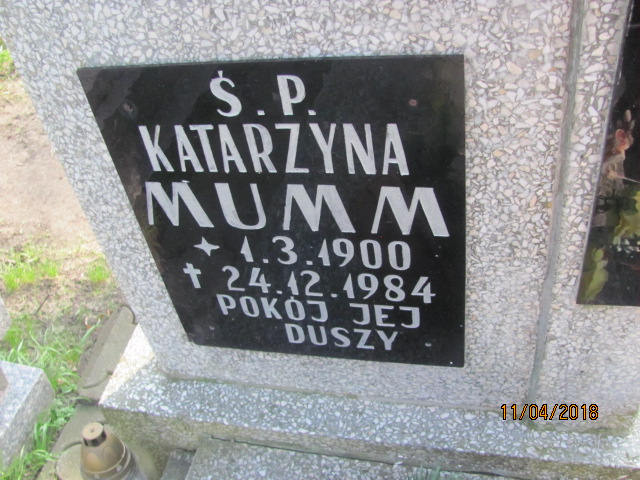 Ś.P.
KATARZYNA
MUMM
1.3.1900
24.12.1984
POKÓJ JEJ
DUSZY
11/04/2018